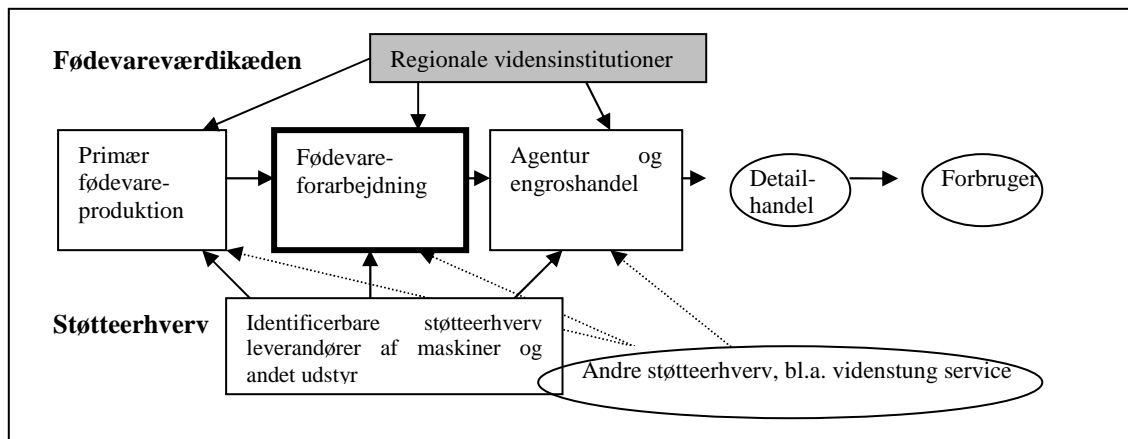 Fødevareværdikæden
Regionale vidensinstitutioner
Primær
fødevare-
produktion
Fødevare-
forarbejdning
Agentur og
engroshandel
Detail-
handel
Forbruger
Støtteerhverv
Identificerbare støtteerhverv
leverandører af maskiner og
andet udstyr
Andre støtteerhverv, bl.a. videnstung service